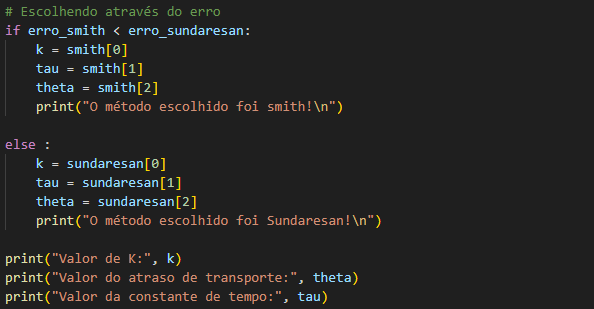 # Escolhendo através do erro
if erro_smith < erro_sundaresan:
    k = smith[0]
    tau = smith[1]
    theta = smith[2]
    print("O método escolhido foi smith!\n")

else :
    k = sundaresan[0]
    tau = sundaresan[1]
    theta = sundaresan[2]
    print("O método escolhido foi Sundaresan!\n")

print("Valor de K:", k)
print("Valor do atraso de transporte:", theta)
print("Valor da constante de tempo:", tau)